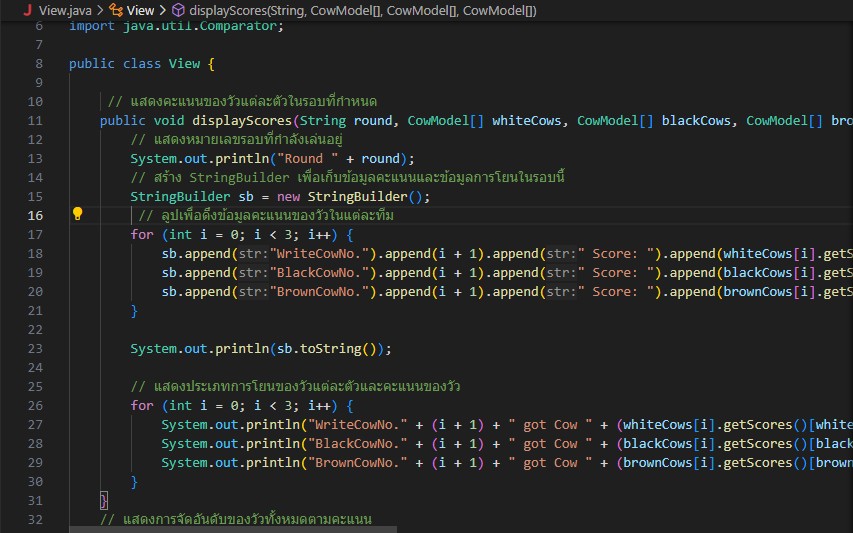 View.java > View > displayScores(String, CowModel[], CowModel[], CowModel[])
6 import java.util.Comparator;
7
8 public class View {
9
10 // แสดงคะแนนของวัวแต่ละตัวในรอบที่กำหนด
11 public void displayScores(String round, CowModel[] whiteCows, CowModel[] blackCows, CowModel[] bro
12 // แสดงหมายเลขรอบที่กำลังเล่นอยู่
13 System.out.println("Round " + round);
14 // สร้าง StringBuilder เพื่อเก็บข้อมูลคะแนนและข้อมูลการโยนในรอบนี้
15 StringBuilder sb = new StringBuilder();
16 // ลูปเพื่อดึงข้อมูลคะแนนของวัวในแต่ละทีม
17 for (int i = 0; i < 3; i++) {
18 sb.append(str:"WriteCowNo.").append(i + 1).append(str:" Score: ").append(whiteCows[i].getS
19 sb.append(str:"BlackCowNo.").append(i + 1).append(str:" Score: ").append(blackCows[i].getS
20 sb.append(str:"BrownCowNo.").append(i + 1).append(str:" Score: ").append(brownCows[i].getS
21 }
22
23 System.out.println(sb.toString());
24
25 // แสดงประเภทการโยนของวัวแต่ละตัวและคะแนนของวัว
26 for (int i = 0; i < 3; i++) {
27 System.out.println("WriteCowNo." + (i + 1) + " got Cow " + (whiteCows[i].getScores()[white
28 System.out.println("BlackCowNo." + (i + 1) + " got Cow " + (blackCows[i].getScores()[black
29 System.out.println("BrownCowNo." + (i + 1) + " got Cow " + (brownCows[i].getScores()[brown
30 }
31 }
32 // แสดงการจัดอันดับของวัวทั้งหมดตามคะแนน